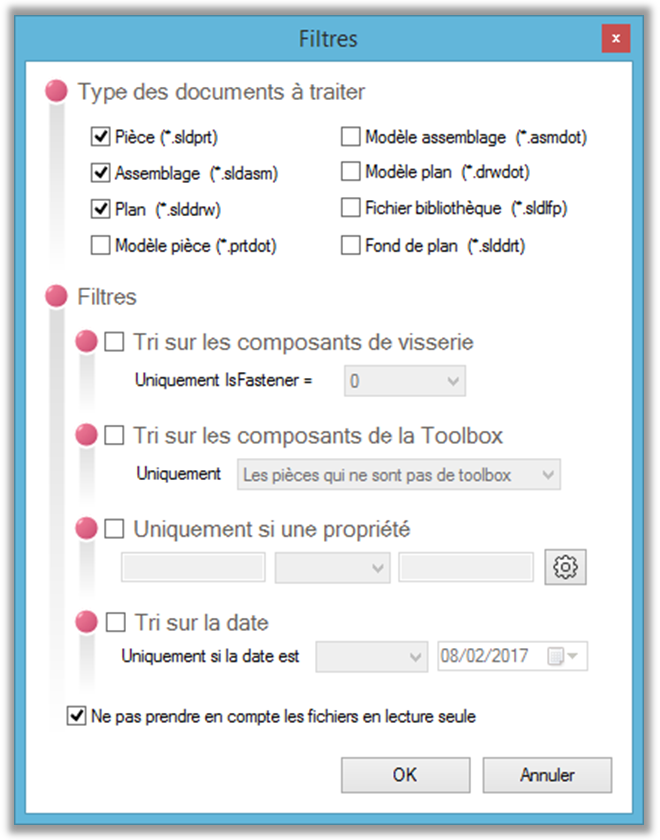 Filtres
x
Type des documents à traiter
Pièce (*.sldprt)
Modèle assemblage (*.asmdot)
Assemblage (*.sldasm)
Modèle plan (*.drwdot)
Plan (*.slddrw)
Fichier bibliothèque (*.sldlfp)
Modèle pièce (*.prtdot)
Fond de plan (*.slddrt)
Filtres
Tri sur les composants de visserie
Uniquement IsFastener = 0
Tri sur les composants de la Toolbox
Uniquement Les pièces qui ne sont pas de toolbox
Uniquement si une propriété
Tri sur la date
Uniquement si la date est 08/02/2017
Ne pas prendre en compte les fichiers en lecture seule
OK Annuler